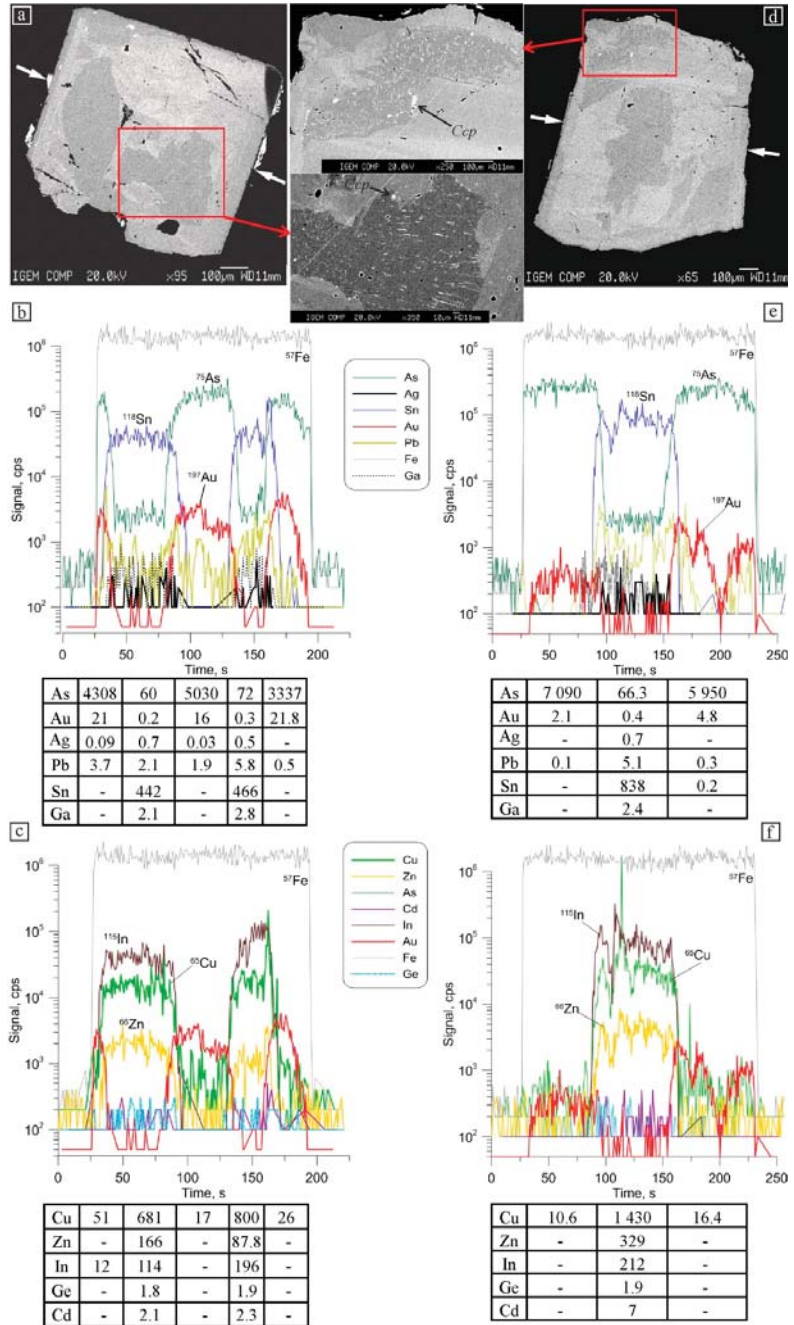 a
d
Ccp
IGEM COMP 20.0kV ×250 100μm WD11mm
Ccp
IGEM COMP 20.0kV ×350 10μm WD11mm
IGEM COMP 20.0kV ×95 100μm WD11mm
IGEM COMP 20.0kV ×65 100μm WD11mm
b
Signal, cps
10⁶
10⁵
10⁴
10³
10²
⁵⁷Fe
⁷⁵As
¹¹⁸Sn
¹⁹⁷Au
0 50 100 150 200
Time, s
As
Ag
Sn
Au
Pb
Fe
Ga
e
Signal, cps
10⁶
10⁵
10⁴
10³
10²
⁵⁷Fe
⁷⁵As
¹¹⁸Sn
¹⁹⁷Au
0 50 100 150 200 250
Time, s
As 4308 60 5030 72 3337
Au 21 0.2 16 0.3 21.8
Ag 0.09 0.7 0.03 0.5 -
Pb 3.7 2.1 1.9 5.8 0.5
Sn - 442 - 466 -
Ga - 2.1 - 2.8 -
As 7 090 66.3 5 950
Au 2.1 0.4 4.8
Ag - 0.7 -
Pb 0.1 5.1 0.3
Sn - 838 0.2
Ga - 2.4 -
c
Signal, cps
10⁶
10⁵
10⁴
10³
10²
⁵⁷Fe
¹¹⁵In
⁶⁵Cu
⁶⁶Zn
0 50 100 150 200
Time, s
Cu
Zn
As
Cd
In
Au
Fe
Ge
f
Signal, cps
10⁶
10⁵
10⁴
10³
10²
⁵⁷Fe
¹¹⁵In
⁶⁵Cu
⁶⁶Zn
0 50 100 150 200 250
Time, s
Cu 51 681 17 800 26
Zn - 166 - 87.8 -
In 12 114 - 196 -
Ge - 1.8 - 1.9 -
Cd - 2.1 - 2.3 -
Cu 10.6 1 430 16.4
Zn - 329 -
In - 212 -
Ge - 1.9 -
Cd - 7 -